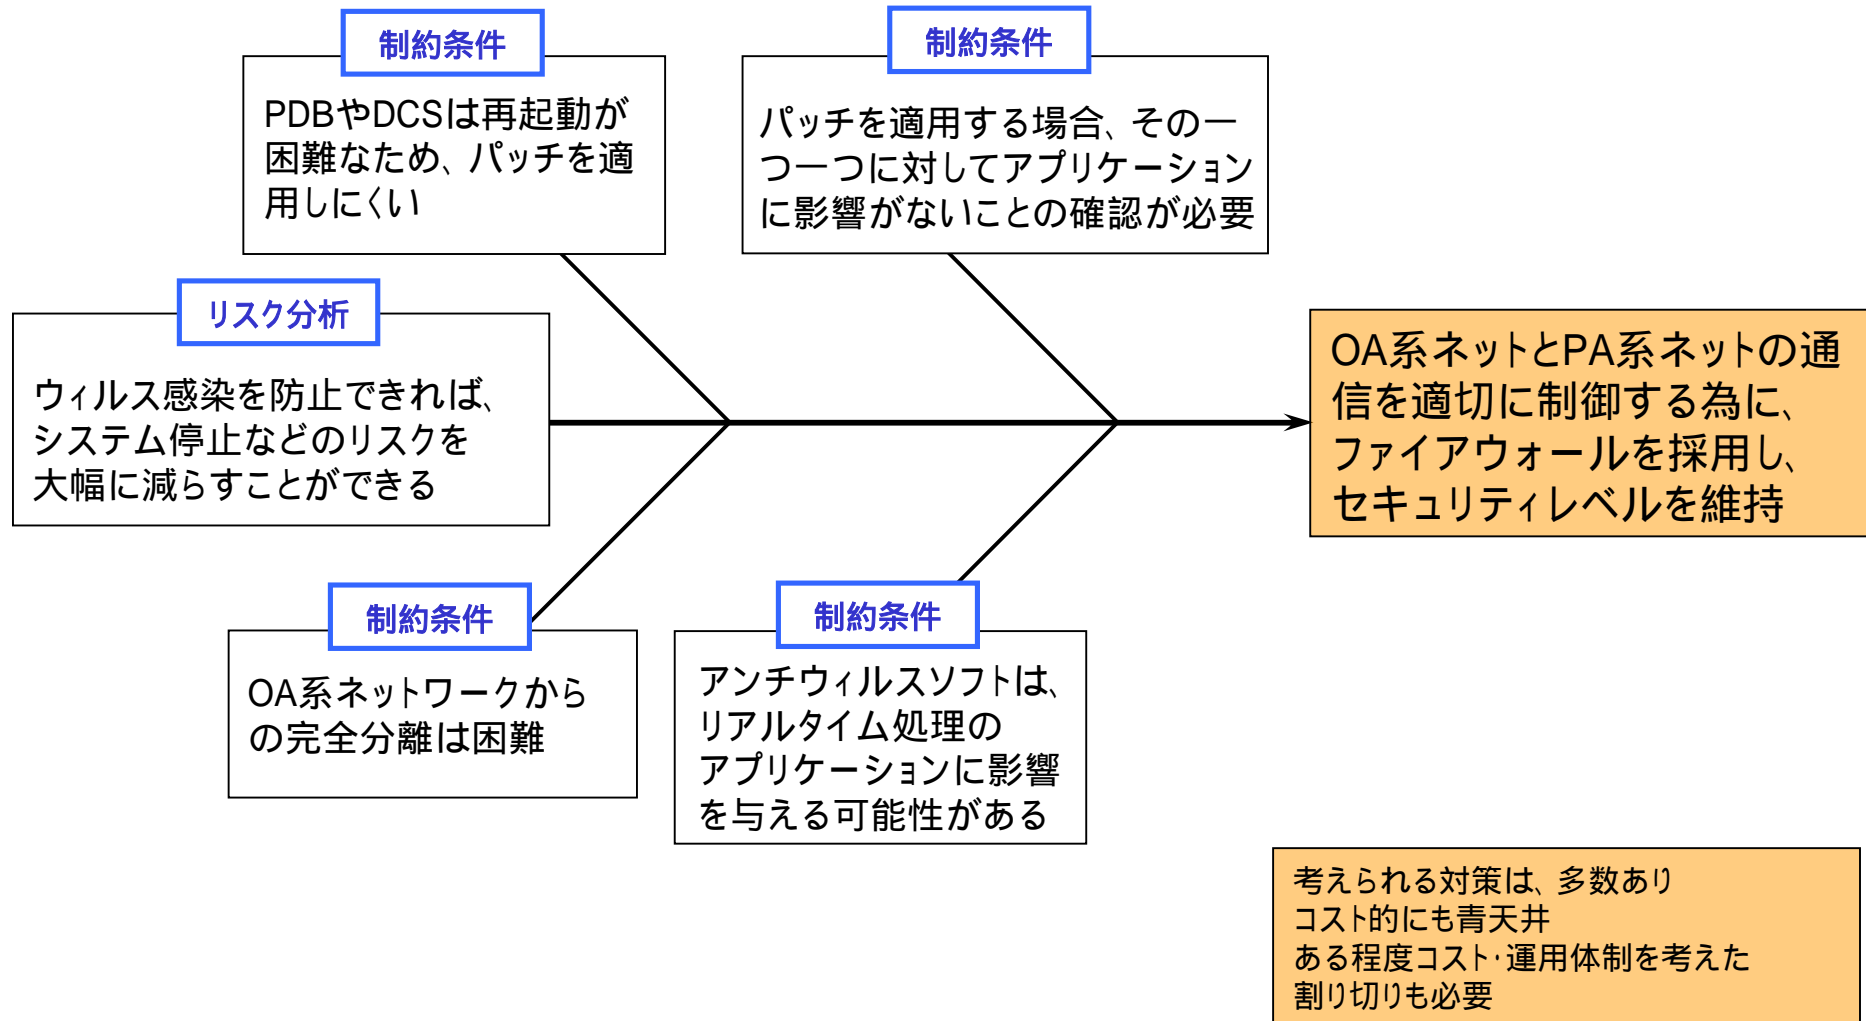 制約条件
PDBやDCSは再起動が
困難なため、パッチを適
用しにくい
制約条件
パッチを適用する場合、その一
つ一つに対してアプリケーション
に影響がないことの確認が必要
リスク分析
ウィルス感染を防止できれば、
システム停止などのリスクを
大幅に減らすことができる
OA系ネットとPA系ネットの通
信を適切に制御する為に、
ファイアウォールを採用し、
セキュリティレベルを維持
制約条件
OA系ネットワークから
の完全分離は困難
制約条件
アンチウィルスソフトは、
リアルタイム処理の
アプリケーションに影響
を与える可能性がある
考えられる対策は、多数あり
コスト的にも青天井
ある程度コスト・運用体制を考えた
割り切りも必要